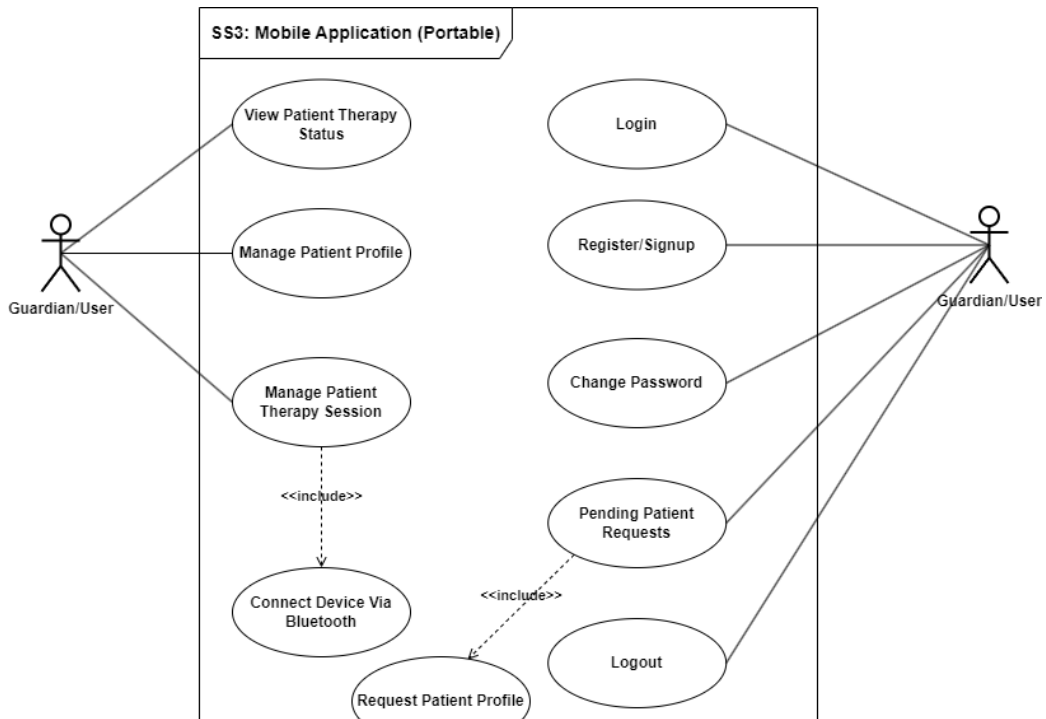 SS3: Mobile Application (Portable)
View Patient Therapy
Status
Login
Manage Patient Profile
Register/Signup
Guardian/User
Guardian/User
Manage Patient
Therapy Session
Change Password
<<include>>
Pending Patient
Requests
<<include>>
Connect Device Via
Bluetooth
Logout
Request Patient Profile